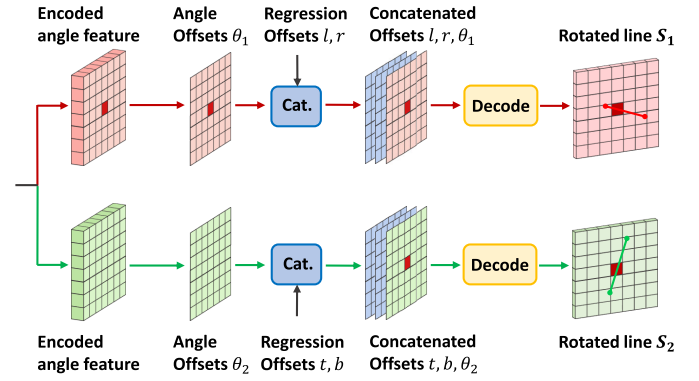 Encoded angle feature
Angle Offsets θ₁
Regression Offsets l, r
Concatenated Offsets l, r, θ₁
Rotated line S₁
Cat.
Decode
Cat.
Decode
Encoded angle feature
Angle Offsets θ₂
Regression Offsets t, b
Concatenated Offsets t, b, θ₂
Rotated line S₂